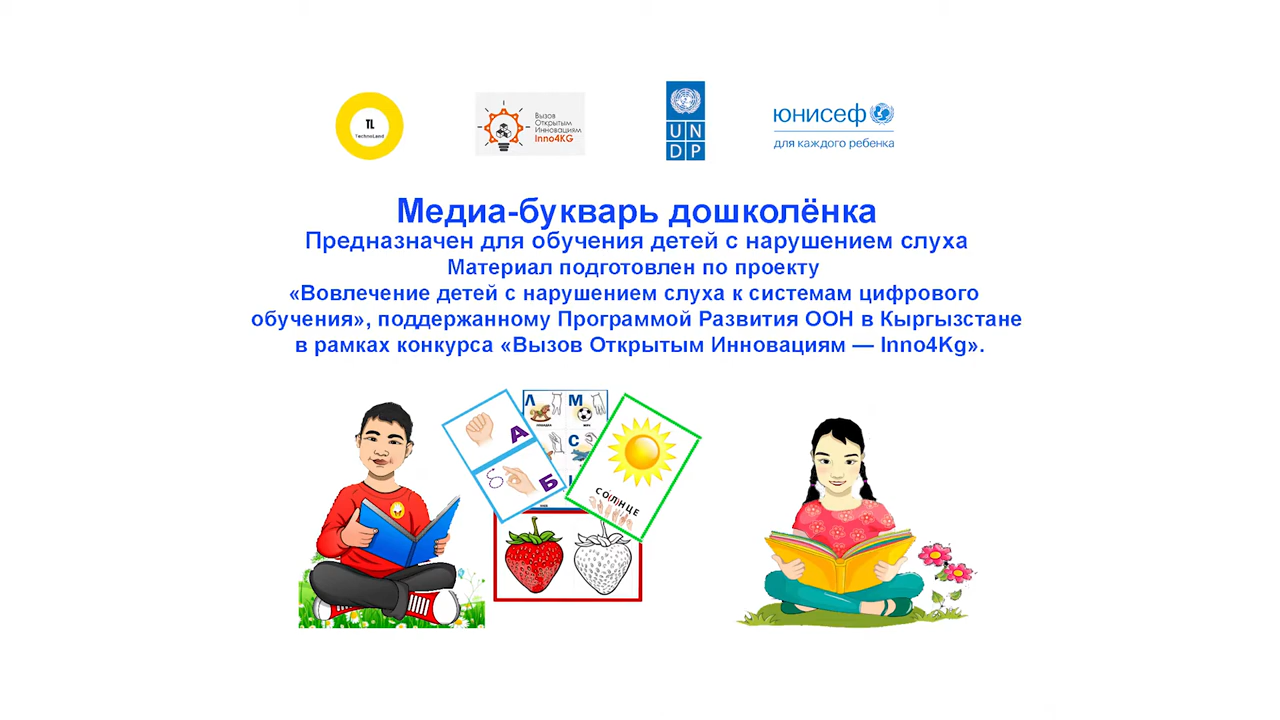 TL
TechnoLand
Вызов
Открытым
Инновациям
Inno4KG
UN
DP
юнисеф
для каждого ребенка
Медиа-букварь дошколёнка
Предназначен для обучения детей с нарушением слуха
Материал подготовлен по проекту
«Вовлечение детей с нарушением слуха к системам цифрового
обучения», поддержанному Программой Развития ООН в Кыргызстане
в рамках конкурса «Вызов Открытым Инновациям — Inno4Kg».
А
Б
Л М
С
СОЛНЦЕ